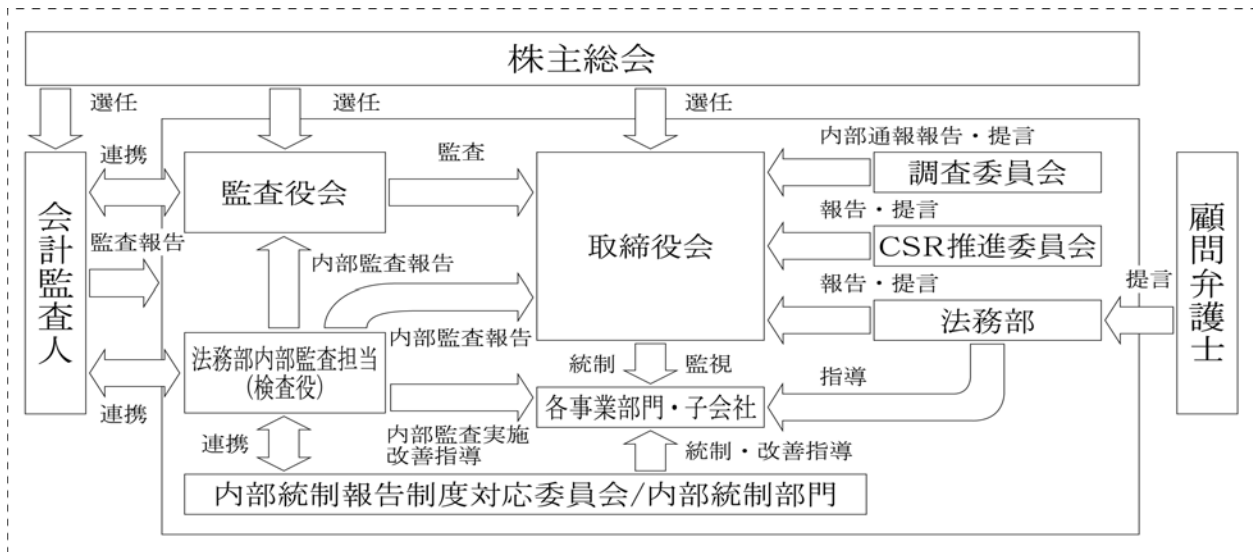 株主総会
選任
選任
選任
連携
監査
内部通報報告・提言
会計監査人
監査役会
取締役会
調査委員会
顧問弁護士
報告・提言
CSR推進委員会
監査報告
内部監査報告
報告・提言
提言
内部監査報告
法務部
法務部内部監査担当
(検査役)
統制
監視
指導
連携
各事業部門・子会社
連携
内部監査実施
改善指導
統制・改善指導
内部統制報告制度対応委員会/内部統制部門